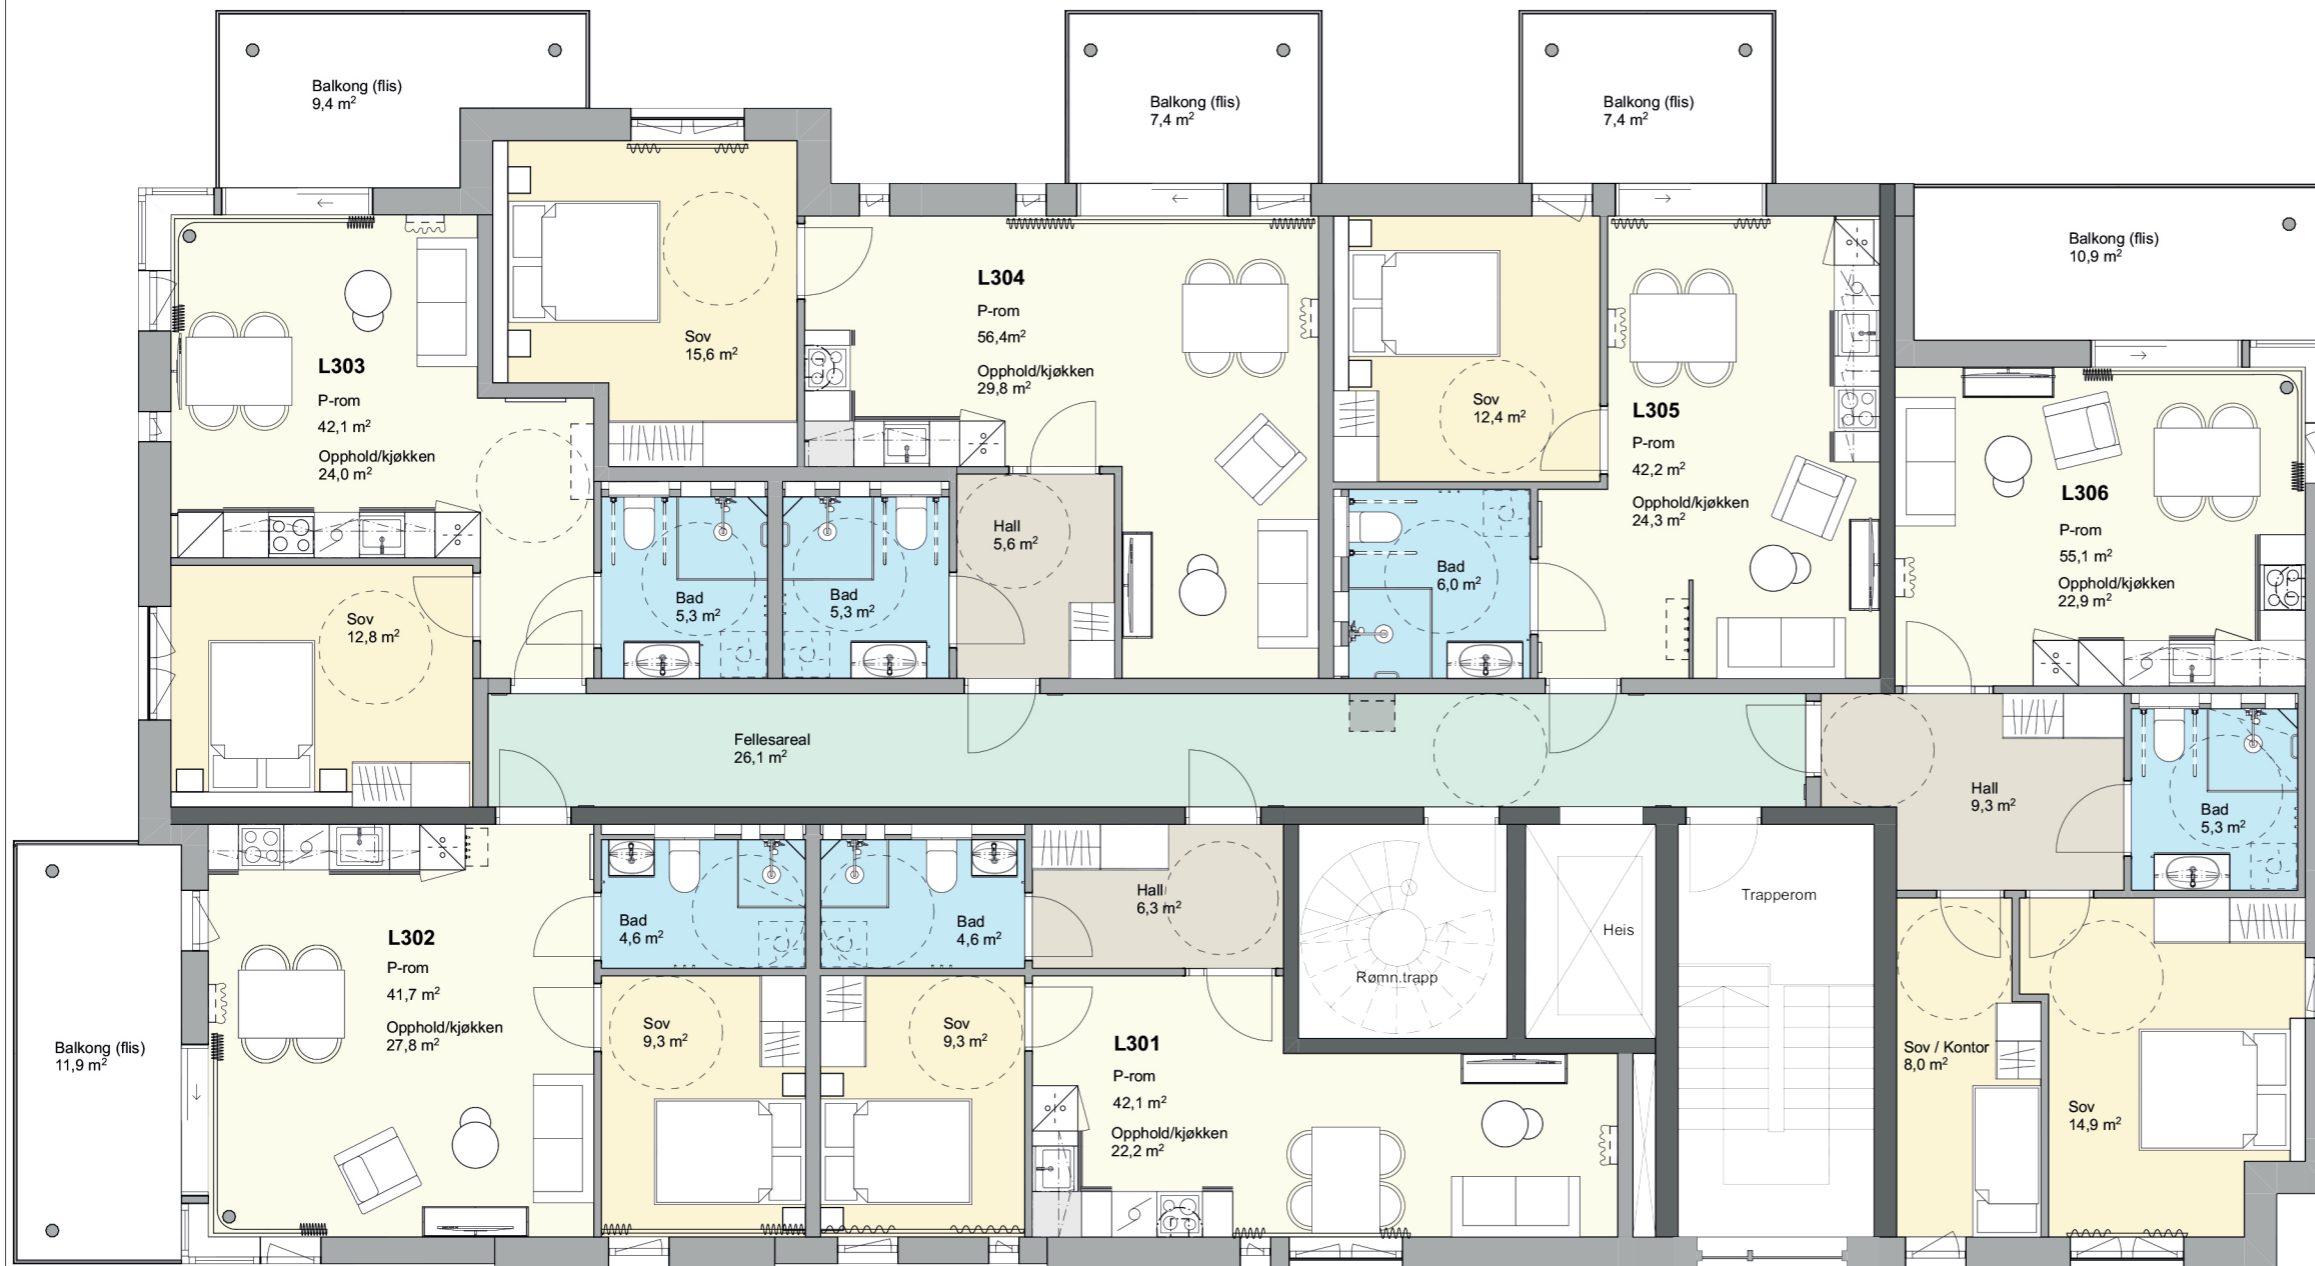 Balkong (flis)
9,4 m²
Balkong (flis)
7,4 m²
Balkong (flis)
7,4 m²
Balkong (flis)
10,9 m²
L303
P-rom
42,1 m²
Opphold/kjøkken
24,0 m²
Sov
15,6 m²
L304
P-rom
56,4m²
Opphold/kjøkken
29,8 m²
Sov
12,4 m²
L305
P-rom
42,2 m²
Opphold/kjøkken
24,3 m²
L306
P-rom
55,1 m²
Opphold/kjøkken
22,9 m²
Sov
12,8 m²
Bad
5,3 m²
Bad
5,3 m²
Hall
5,6 m²
Bad
6,0 m²
Fellesareal
26,1 m²
Hall
9,3 m²
Bad
5,3 m²
Balkong (flis)
11,9 m²
L302
P-rom
41,7 m²
Opphold/kjøkken
27,8 m²
Bad
4,6 m²
Bad
4,6 m²
Hall
6,3 m²
Sov
9,3 m²
Sov
9,3 m²
L301
P-rom
42,1 m²
Opphold/kjøkken
22,2 m²
Rømn.trapp
Heis
Trapperom
Sov / Kontor
8,0 m²
Sov
14,9 m²